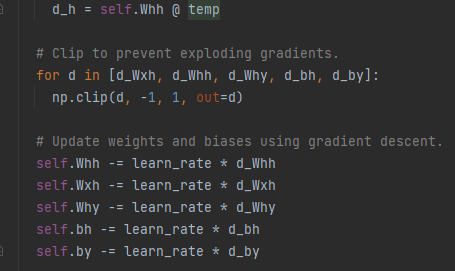 d_h = self.Whh @ temp
# Clip to prevent exploding gradients.
for d in [d_Wxh, d_Whh, d_Why, d_bh, d_by]:
np.clip(d, -1, 1, out=d)
# Update weights and biases using gradient descent.
self.Whh -= learn_rate * d_Whh
self.Wxh -= learn_rate * d_Wxh
self.Why -= learn_rate * d_Why
self.bh -= learn_rate * d_bh
self.by -= learn_rate * d_by